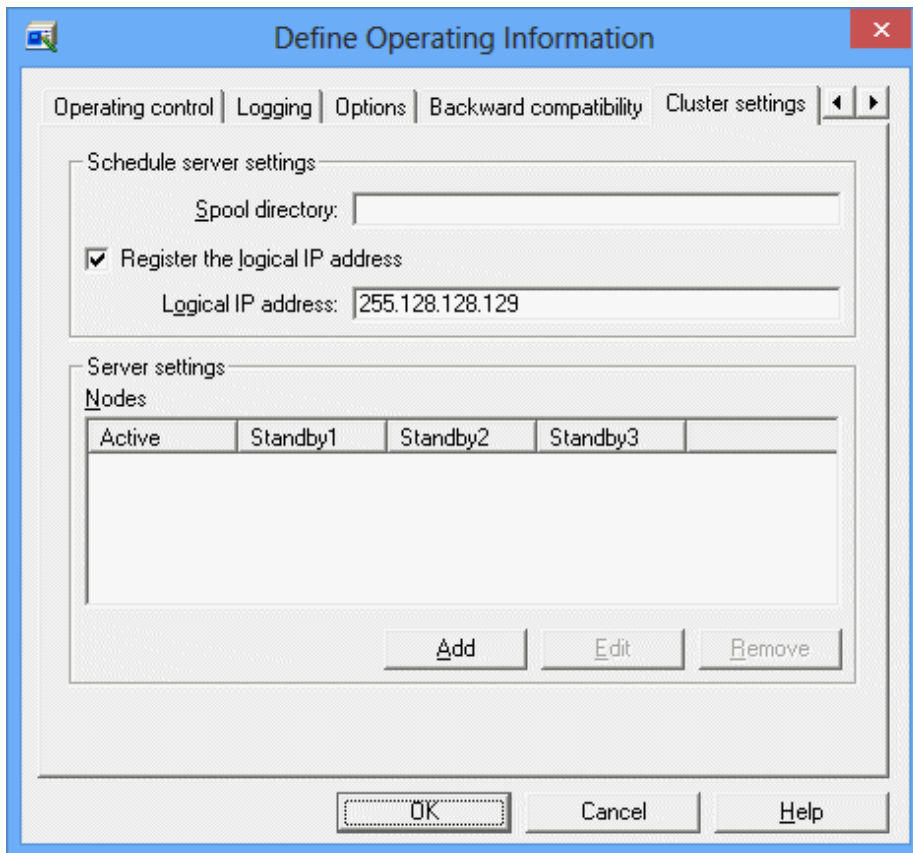 Define Operating Information
Operating control Logging Options Backward compatibility Cluster settings
Schedule server settings
Spool directory:
Register the logical IP address
Logical IP address: 255.128.128.129
Server settings
Nodes
Active Standby1 Standby2 Standby3
Add Edit Remove
OK Cancel Help